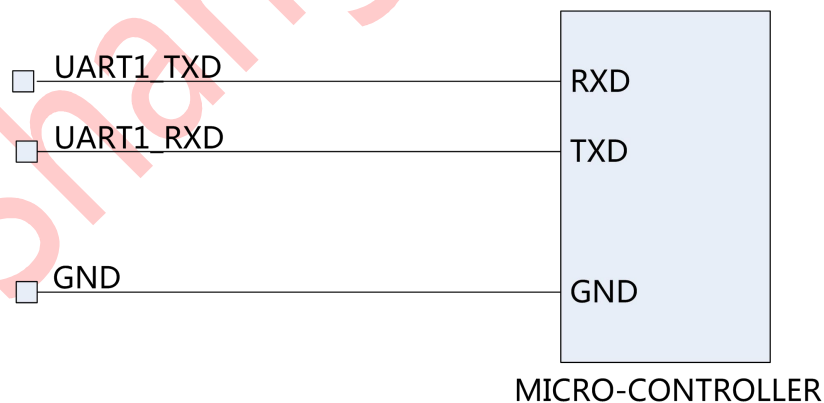 UART1_TXD
RXD
UART1_RXD
TXD
GND
GND
MICRO-CONTROLLER